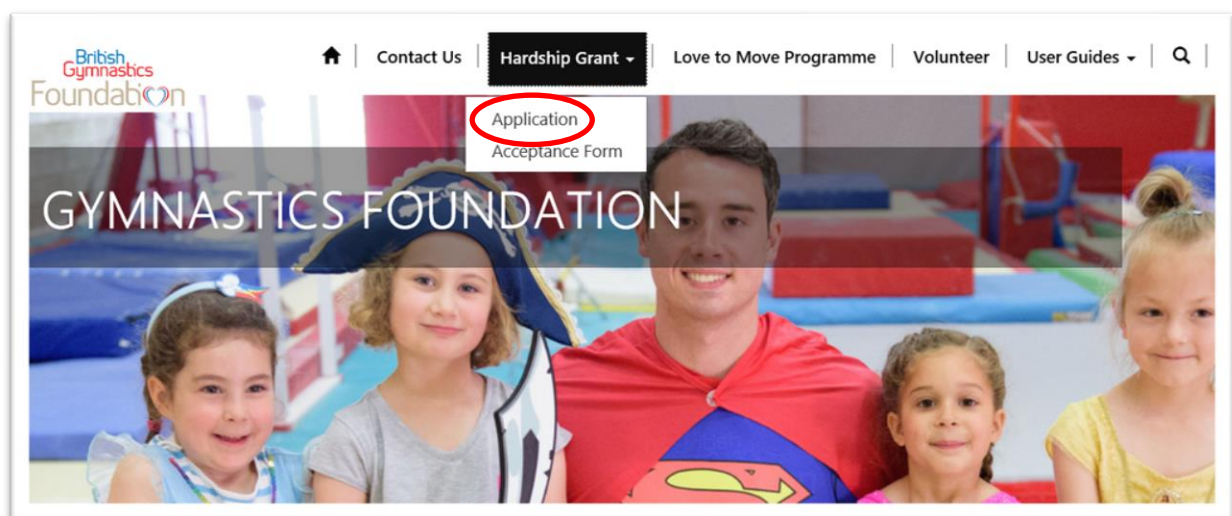 British
Gymnastics
Foundation
Contact Us
Hardship Grant
Love to Move Programme
Volunteer
User Guides
Application
Acceptance Form
GYMNASTICS FOUNDATION